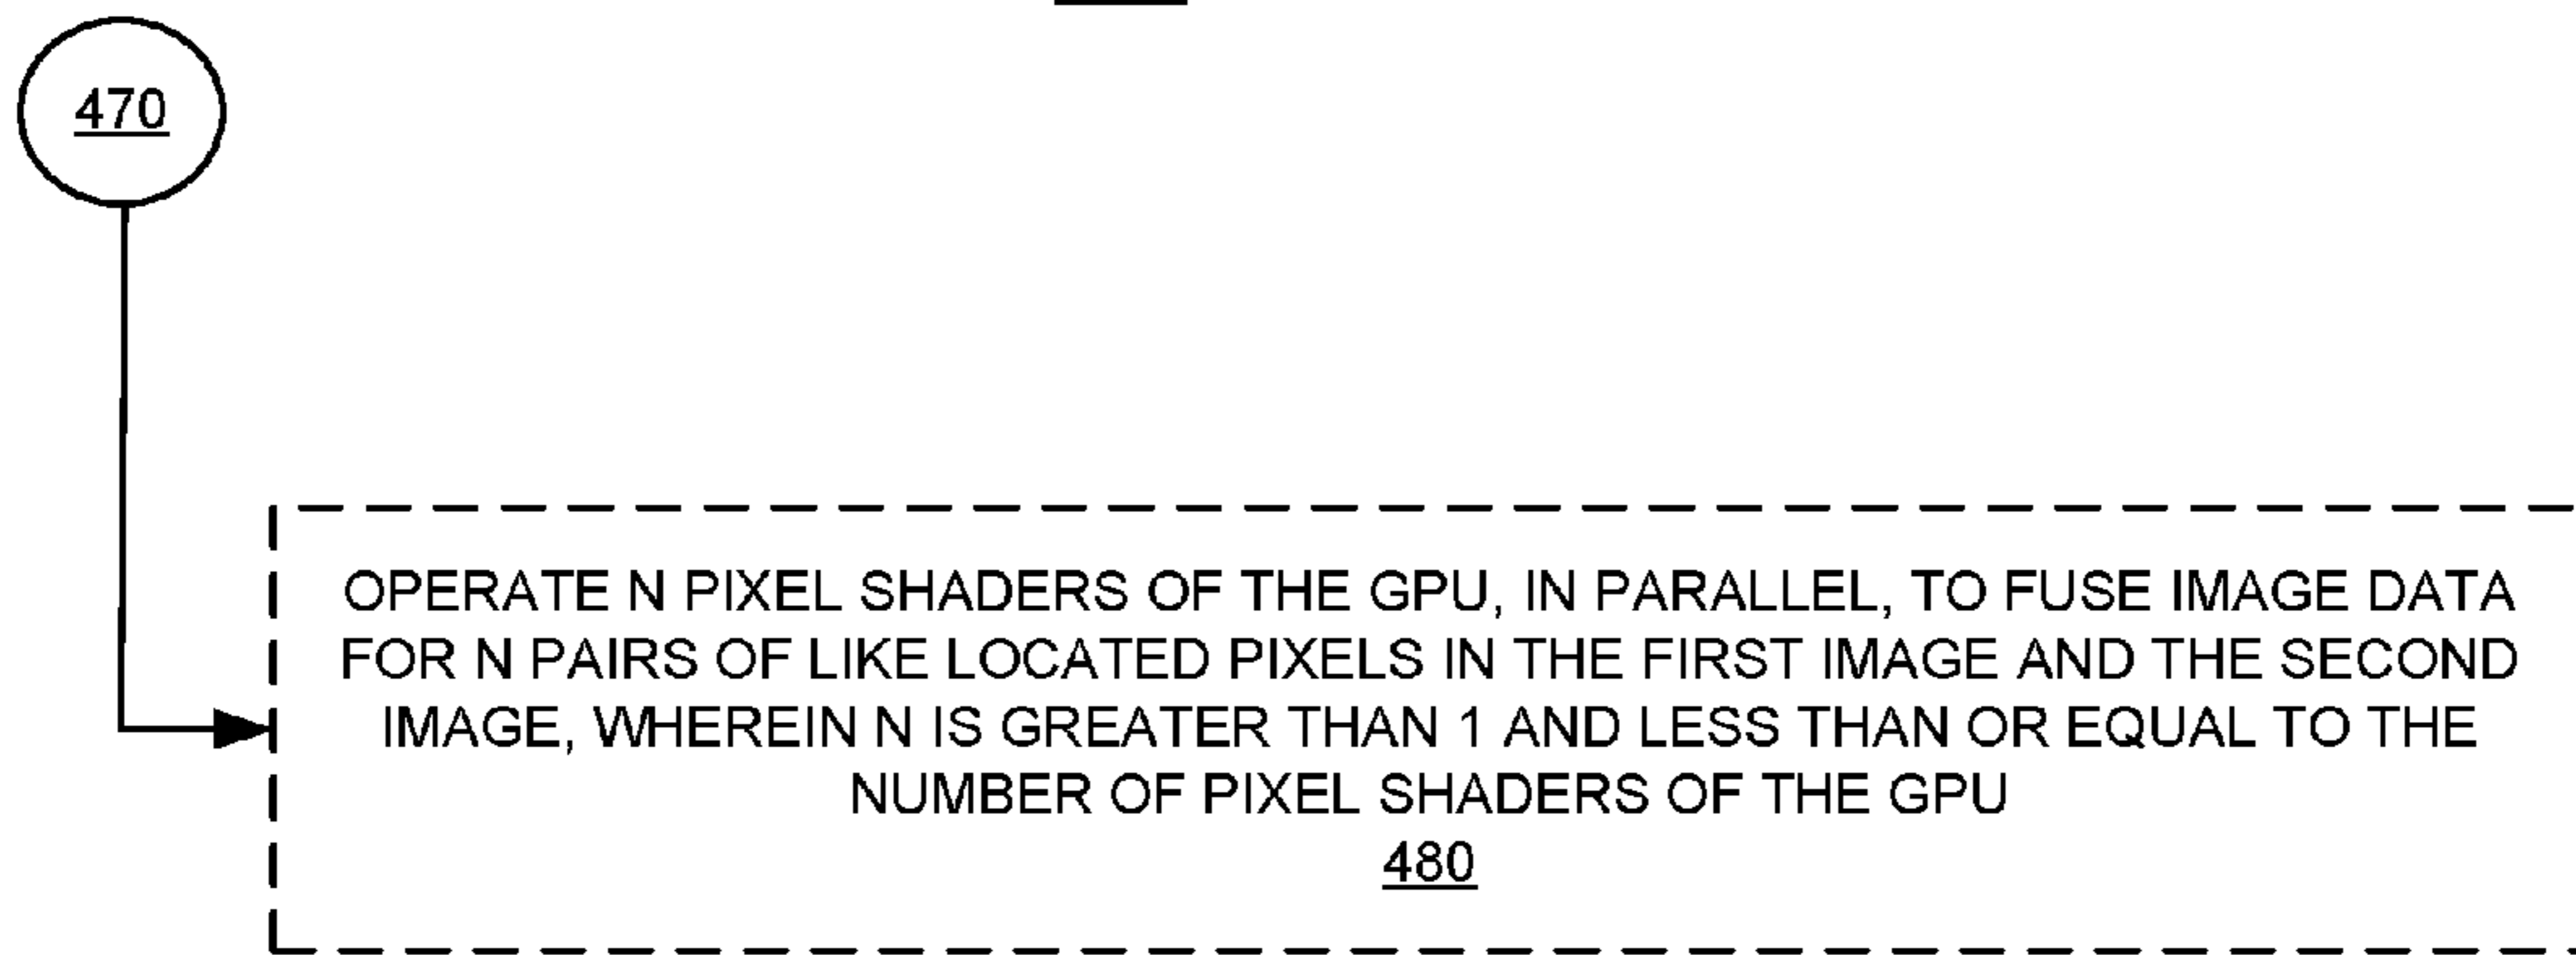 470
OPERATE N PIXEL SHADERS OF THE GPU, IN PARALLEL, TO FUSE IMAGE DATA
FOR N PAIRS OF LIKE LOCATED PIXELS IN THE FIRST IMAGE AND THE SECOND
IMAGE, WHEREIN N IS GREATER THAN 1 AND LESS THAN OR EQUAL TO THE
NUMBER OF PIXEL SHADERS OF THE GPU
480